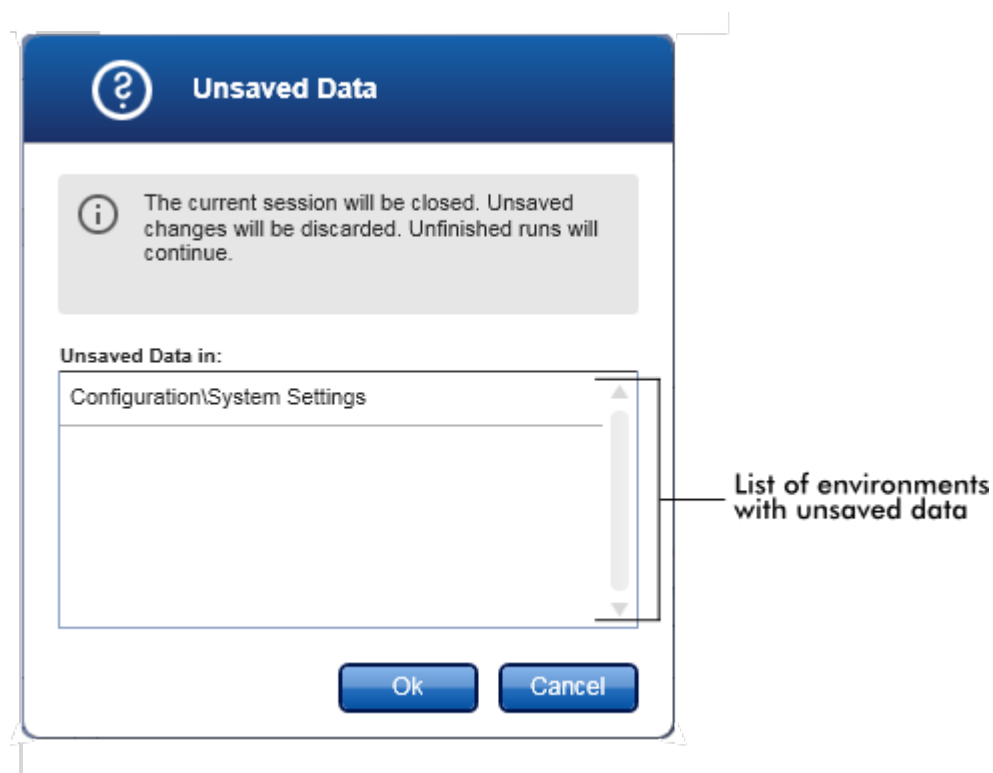 Unsaved Data
The current session will be closed. Unsaved
changes will be discarded. Unfinished runs will
continue.
Unsaved Data in:
Configuration\System Settings
List of environments
with unsaved data
Ok
Cancel